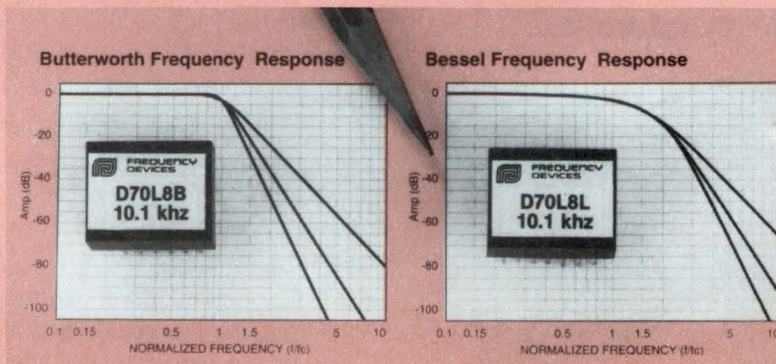 Butterworth Frequency Response
0
-20
-40
-60
-80
-100
Amp (dB)
FREQUENCY
DEVICES
D70L8B
10.1 khz
0.1 0.15 0.5 1 1.5 5 10
NORMALIZED FREQUENCY (f/fc)
Bessel Frequency Response
0
-20
-40
-60
-80
-100
Amp (dB)
FREQUENCY
DEVICES
D70L8L
10.1 khz
0.1 0.15 0.5 1 1.5 5 10
NORMALIZED FREQUENCY (f/fc)